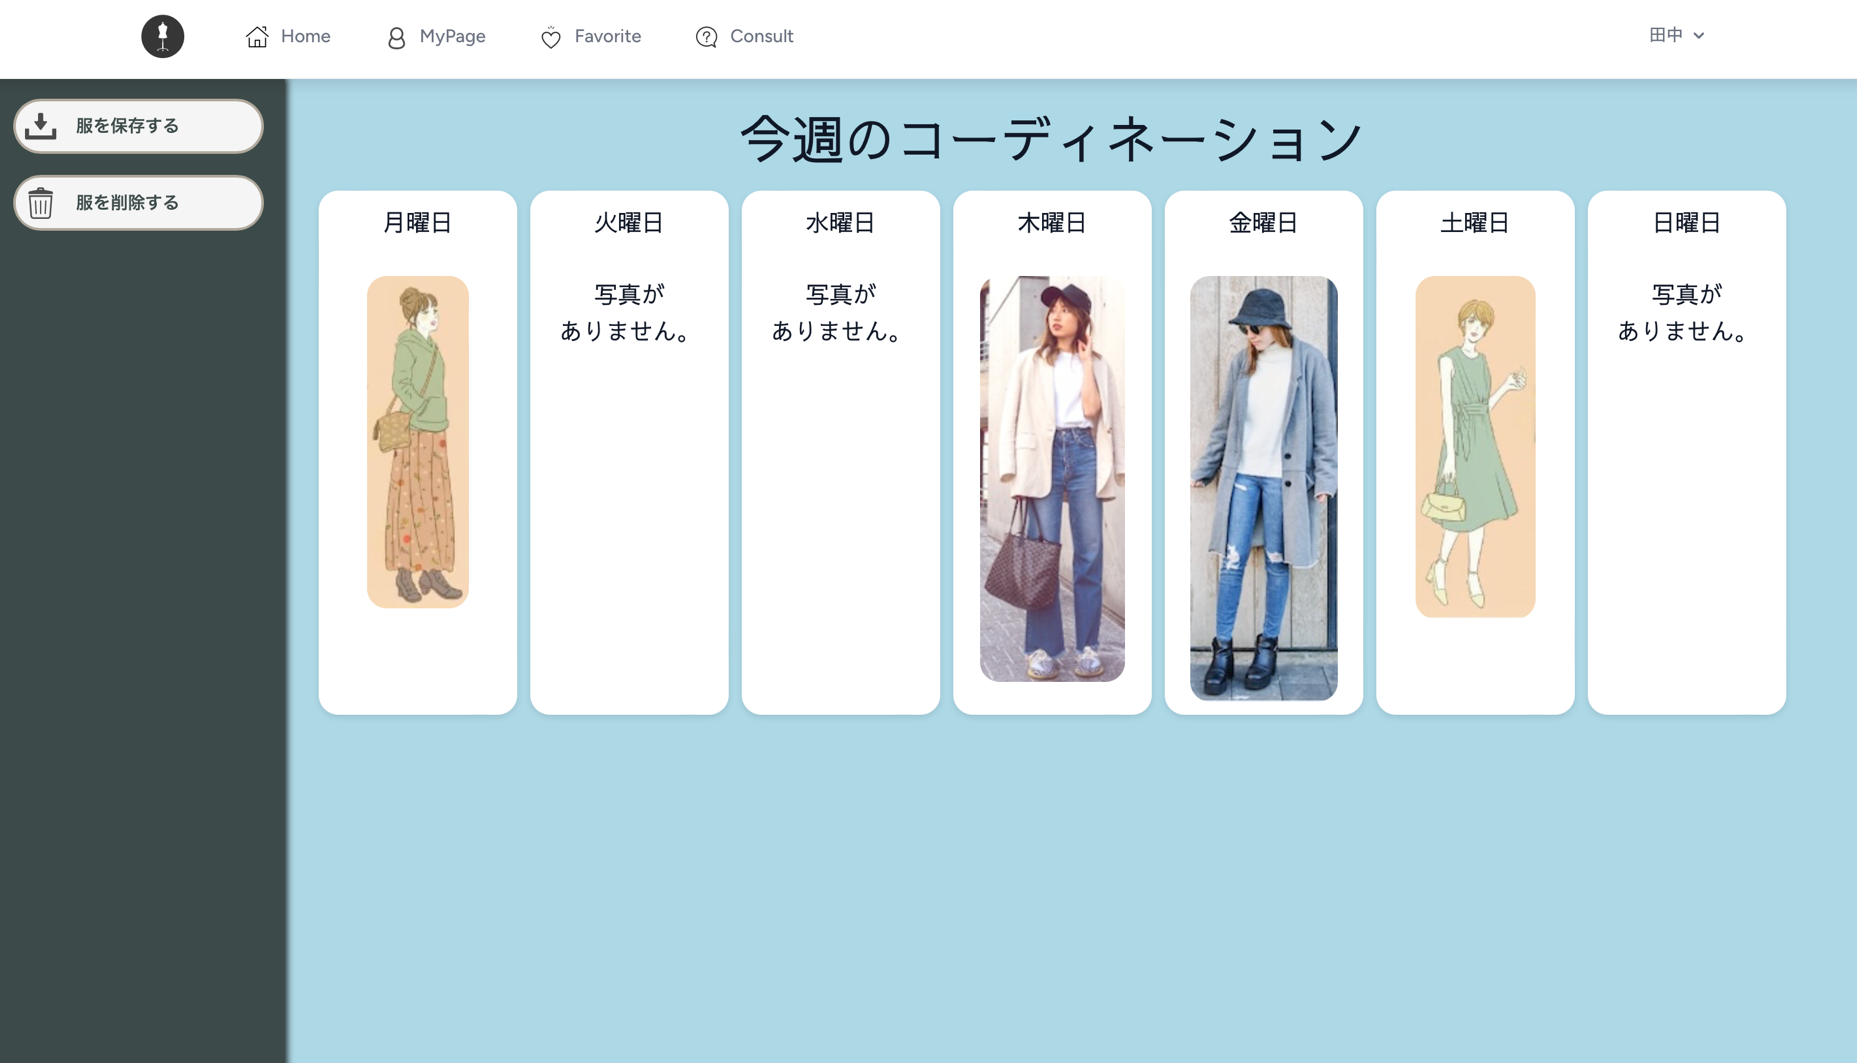 Home
MyPage
Favorite
Consult
田中
服を保存する
服を削除する
今週のコーディネーション
月曜日
火曜日
写真が
ありません。
水曜日
写真が
ありません。
木曜日
金曜日
土曜日
日曜日
写真が
ありません。